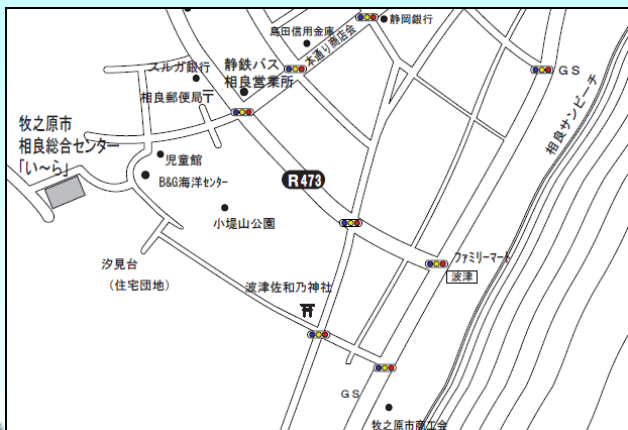 静岡銀行
島田信用金庫
本通り商店会
静鉄バス
相良営業所
スルガ銀行
相良郵便局〒
GS
相良サンビーチ
牧之原市
相良総合センター
「い〜ら」
児童館
B&G海洋センター
R473
小堤山公園
汐見台
(住宅団地)
ファミリーマート
波津
波津佐和乃神社
GS
牧之原市商工会